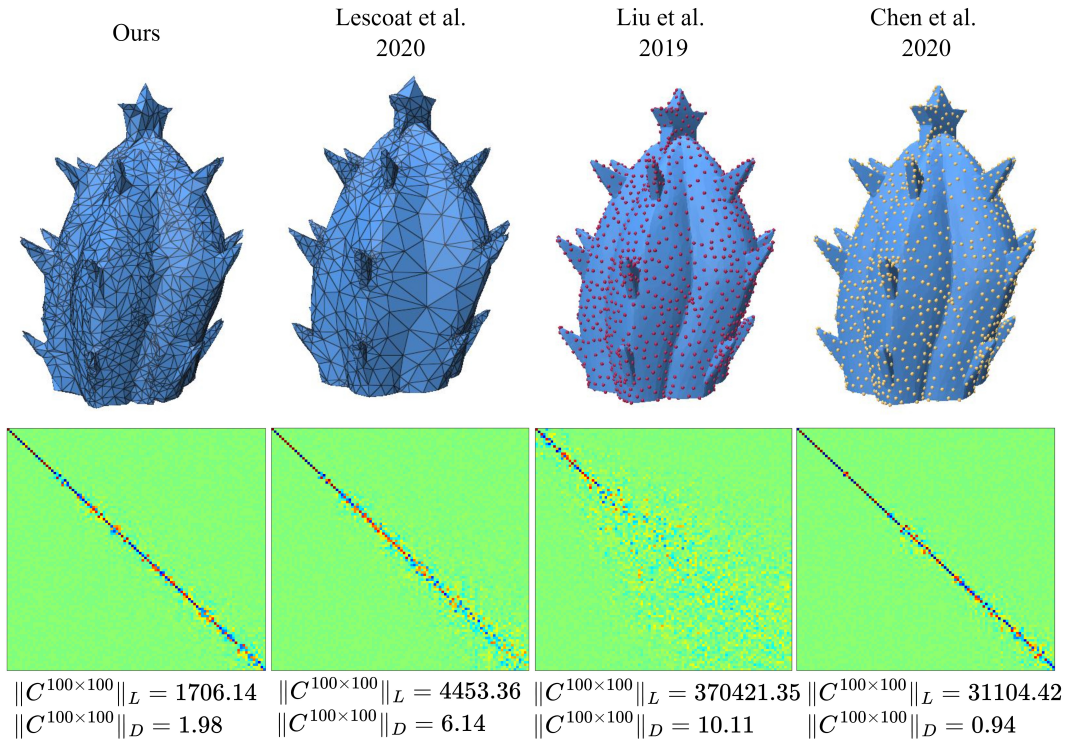 Ours
Lescoat et al.
2020
Liu et al.
2019
Chen et al.
2020
‖C^{100×100}‖_L = 1706.14
‖C^{100×100}‖_D = 1.98
‖C^{100×100}‖_L = 4453.36
‖C^{100×100}‖_D = 6.14
‖C^{100×100}‖_L = 370421.35
‖C^{100×100}‖_D = 10.11
‖C^{100×100}‖_L = 31104.42
‖C^{100×100}‖_D = 0.94